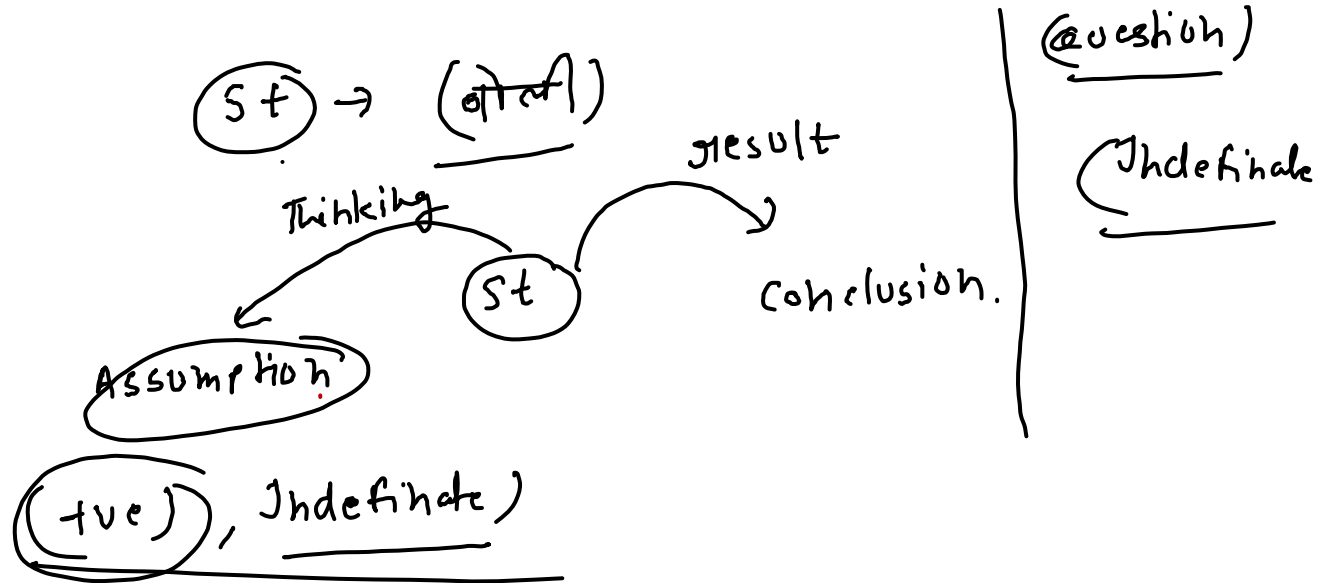 St → ( )
Thinking
result
St
Conclusion.
Assumption
(+ve), Indefinate)
(Question)
(Indefinate